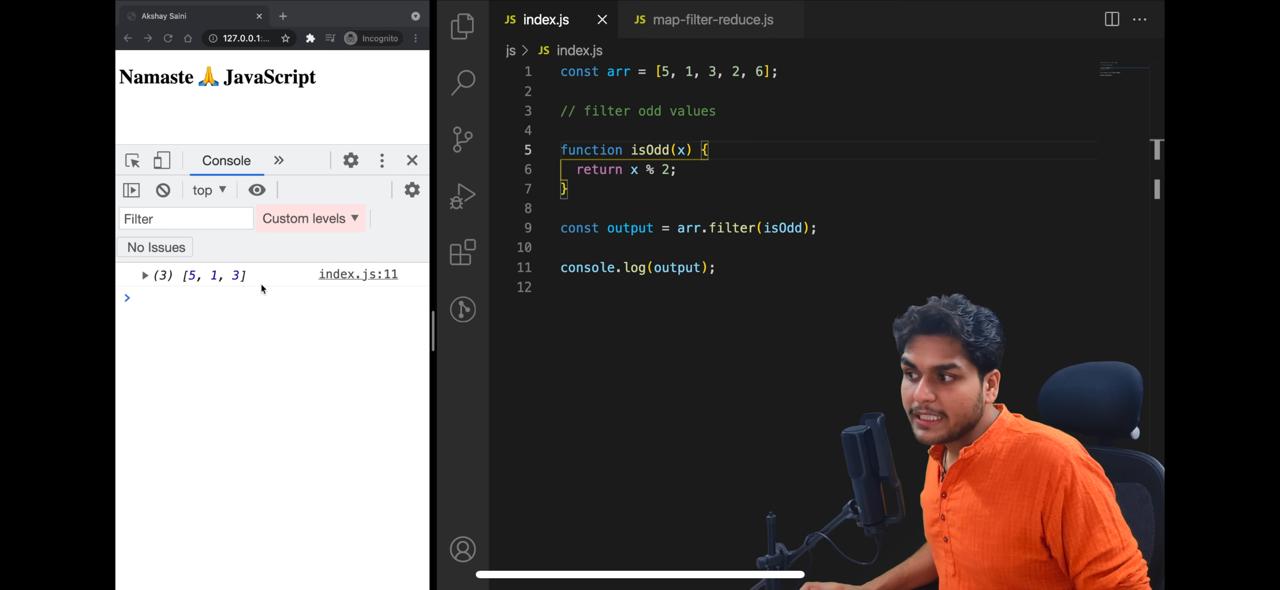 Akshay Saini
127.0.0.1:...
Incognito
Namaste 🙏 JavaScript
Console
top
Filter
Custom levels
No Issues
(3) [5, 1, 3]
index.js:11
JS index.js
JS map-filter-reduce.js
js > JS index.js
1 const arr = [5, 1, 3, 2, 6];
2
3 // filter odd values
4
5 function isOdd(x) {
6 return x % 2;
7 }
8
9 const output = arr.filter(isOdd);
10
11 console.log(output);
12